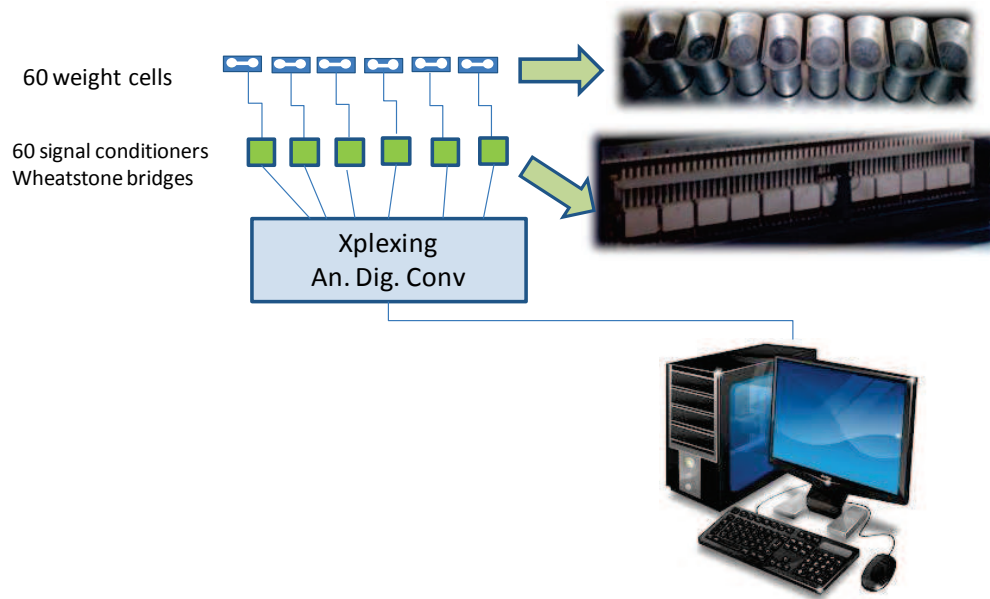 60 weight cells
60 signal conditioners
Wheatstone bridges
Xplexing
An. Dig. Conv